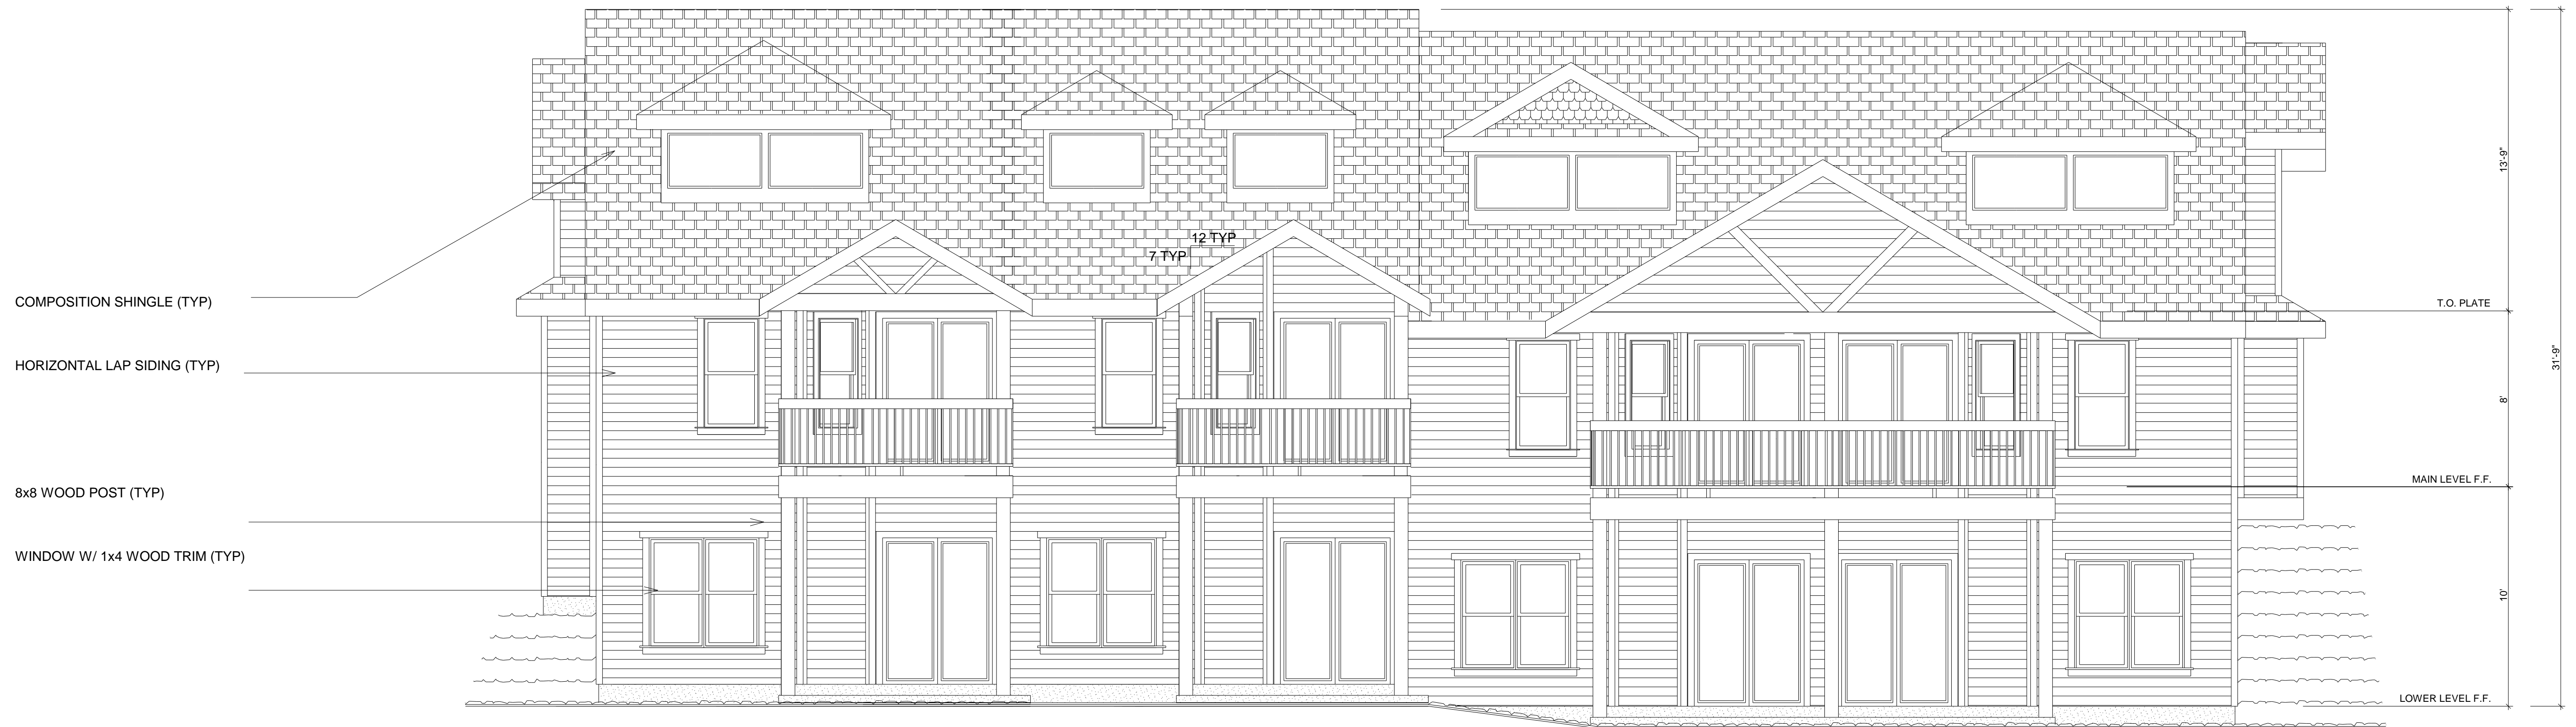 12 TYP
7 TYP
COMPOSITION SHINGLE (TYP)
HORIZONTAL LAP SIDING (TYP)
8x8 WOOD POST (TYP)
WINDOW W/ 1x4 WOOD TRIM (TYP)
13'-9"
T.O. PLATE
31'-9"
8'
MAIN LEVEL F.F.
10'
LOWER LEVEL F.F.